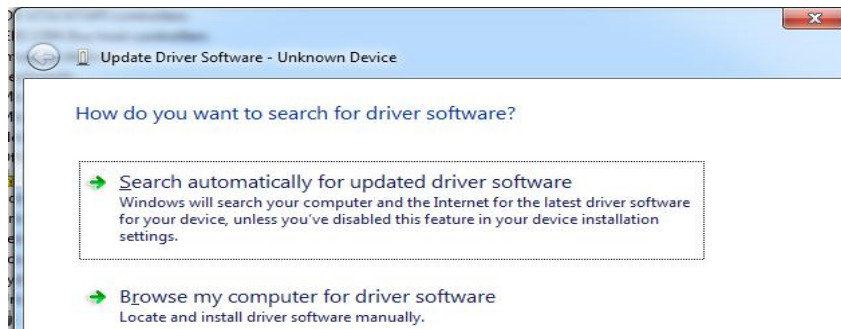 Update Driver Software - Unknown Device
How do you want to search for driver software?
Search automatically for updated driver software
Windows will search your computer and the Internet for the latest driver software
for your device, unless you've disabled this feature in your device installation
settings.
Browse my computer for driver software
Locate and install driver software manually.